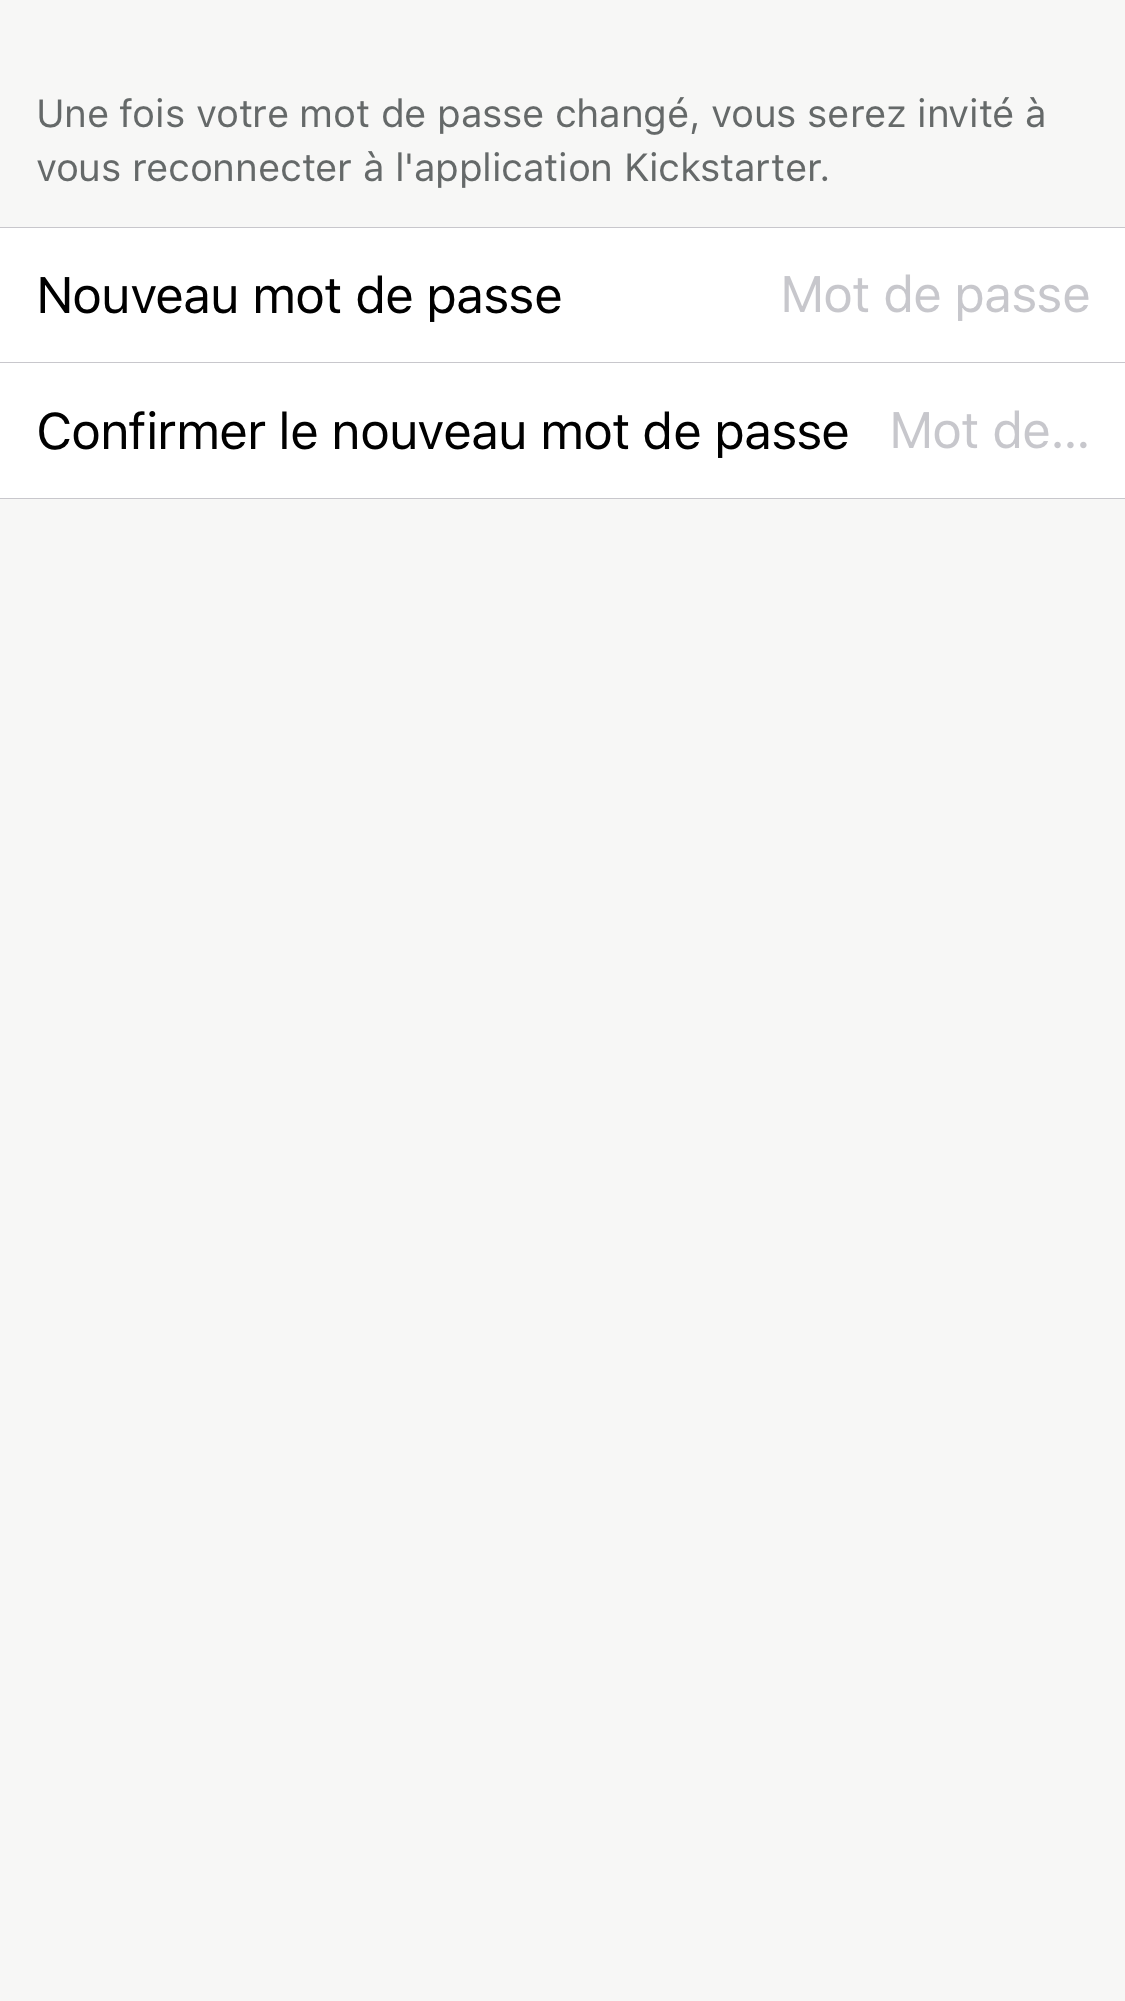 Une fois votre mot de passe changé, vous serez invité à
vous reconnecter à l'application Kickstarter.
Nouveau mot de passe Mot de passe
Confirmer le nouveau mot de passe Mot de...